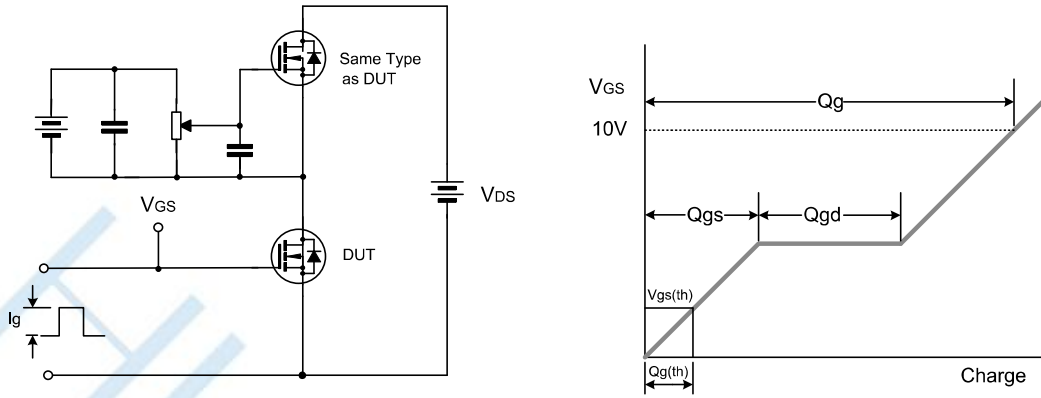 Same Type
as DUT
VDS
VGS
DUT
Ig
VGS
Qg
10V
Qgs
Qgd
Vgs(th)
Qg(th)
Charge